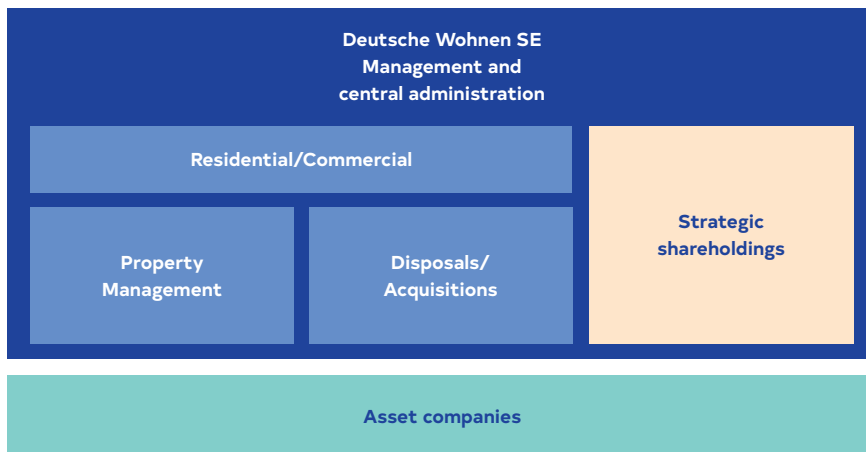 Deutsche Wohnen SE
Management and
central administration
Residential/Commercial
Property
Management
Disposals/
Acquisitions
Strategic
shareholdings
Asset companies